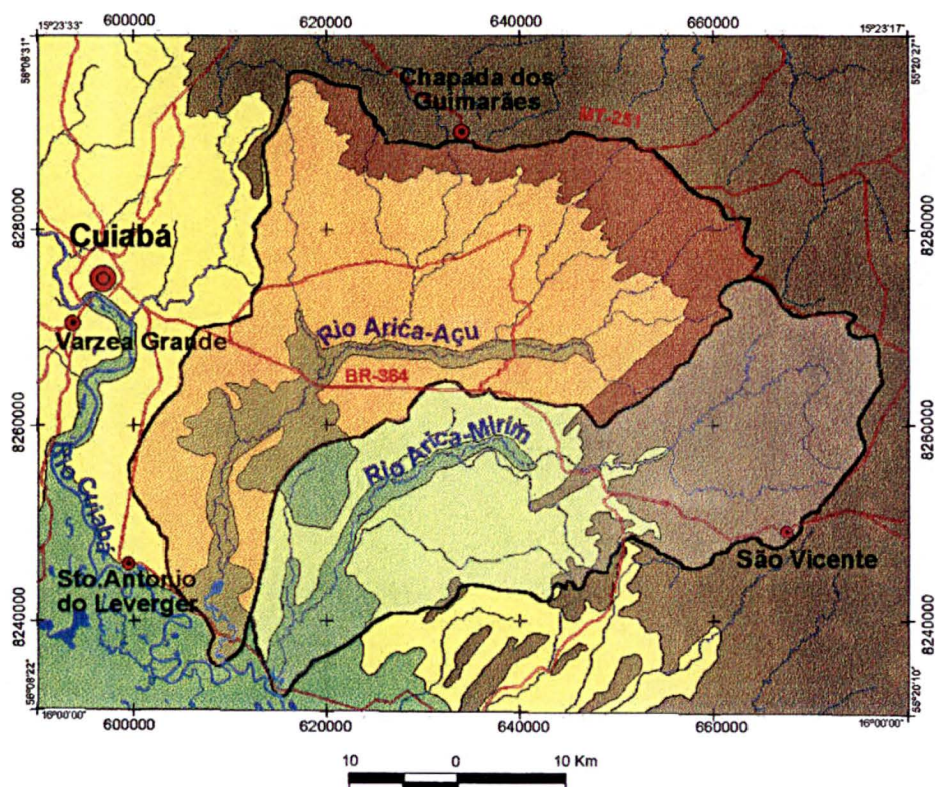 600000
620000
640000
660000
15°23'33'
15°23'17'
56°08'31'
55°20'27'
Chapada dos
Guimarães
MT-251
8280000
8280000
Cuiabá
Varzea Grande
Rio Arica-Açu
BR-364
8260000
8260000
Rio Arica-Mirim
Rio Cuiabá
São Vicente
Sto Antonio
do Leverger
8240000
8240000
56°08'22'
55°20'10'
16°00'00'
600000
620000
640000
660000
16°00'00'
10
0
10 Km